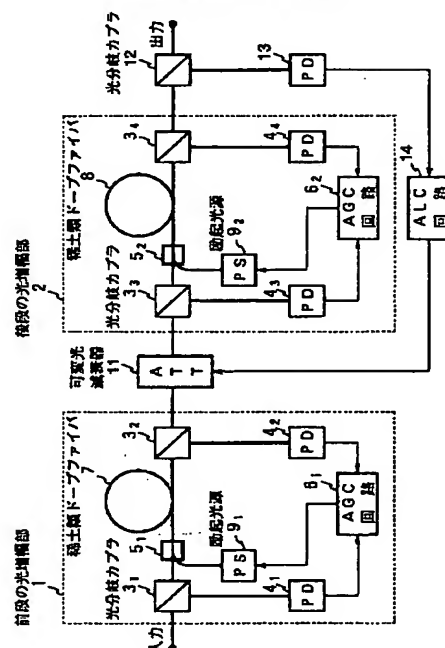 前段の光増幅部
1
稀土類ドープファイバ
7
光分岐カプラ
3₁
5₁
3₂
入力
励起光源
PS
9₁
4₁
PD
4₂
PD
6₁
AGC
回路
可変光
減衰器
11
ATT
後段の光増幅部
2
稀土類ドープファイバ
8
光分岐カプラ
3₃
5₂
3₄
励起光源
PS
9₂
4₃
PD
4₄
PD
6₂
AGC
回路
光分岐カプラ
12
出力
13
PD
14
ALC
回路